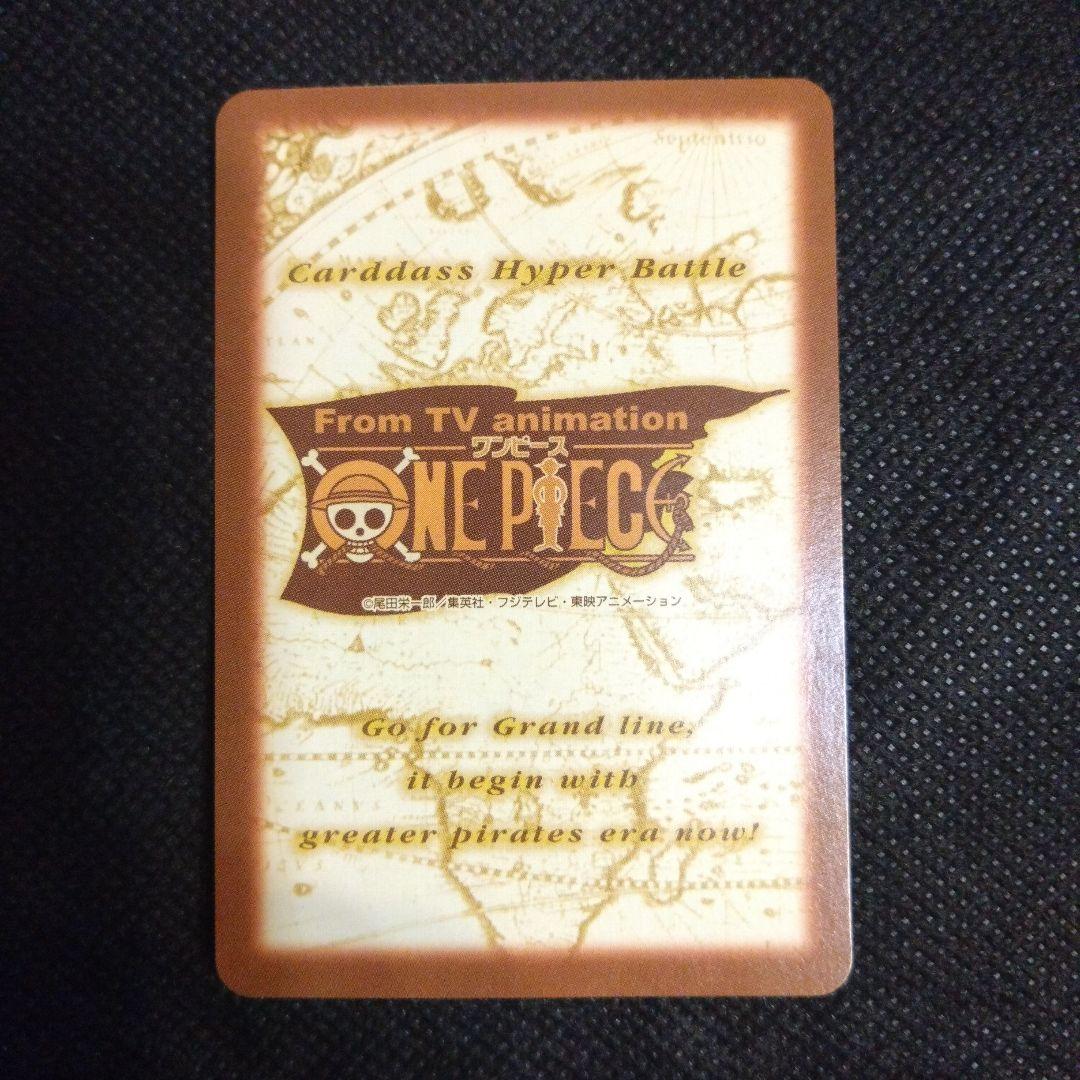 Septentrio
Carddass Hyper Battle
From TV animation
ワンピース
ONE PIECE
©尾田栄一郎／集英社・フジテレビ・東映アニメーション
Go for Grand line,
it begin with
greater pirates era now!